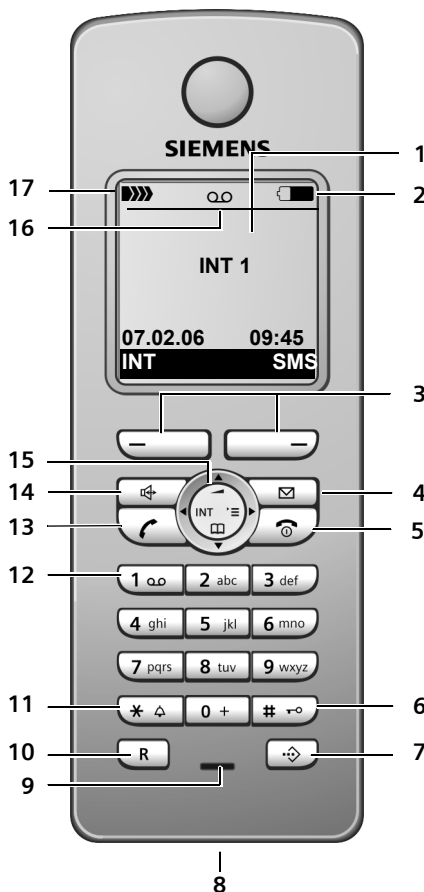 SIEMENS
1
17
2
16
INT 1
07.02.06 09:45
INT SMS
3
15
14
4
INT
13
5
12
1 2 abc 3 def
4 ghi 5 jkl 6 mno
7 pqrs 8 tuv 9 wxyz
11
6
* 0 + #
10
R
7
9
8